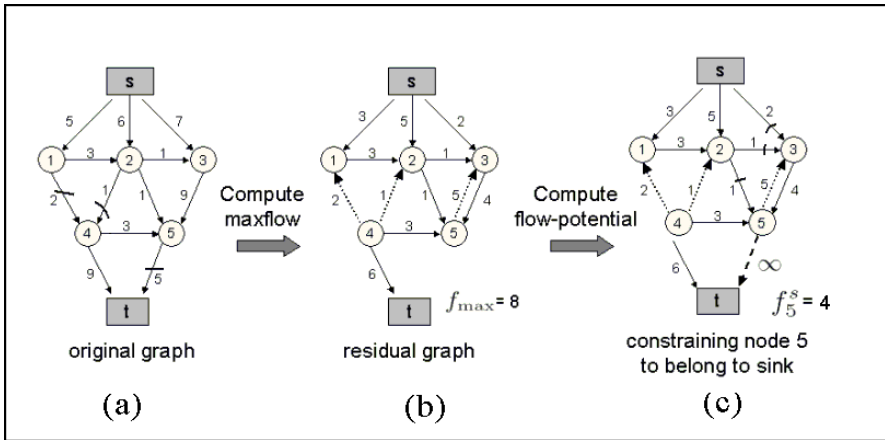 s
5
6
7
1
3
2
1
3
2
1
1
9
4
3
5
9
5
t
original graph
(a)
Compute
maxflow
s
3
5
2
1
3
2
1
3
2
1
1
5
4
4
3
5
6
t
f_max = 8
residual graph
(b)
Compute
flow-potential
s
3
5
2
1
3
2
1
3
2
1
1
5
4
4
3
5
6
∞
t
f_5^s = 4
constraining node 5
to belong to sink
(c)